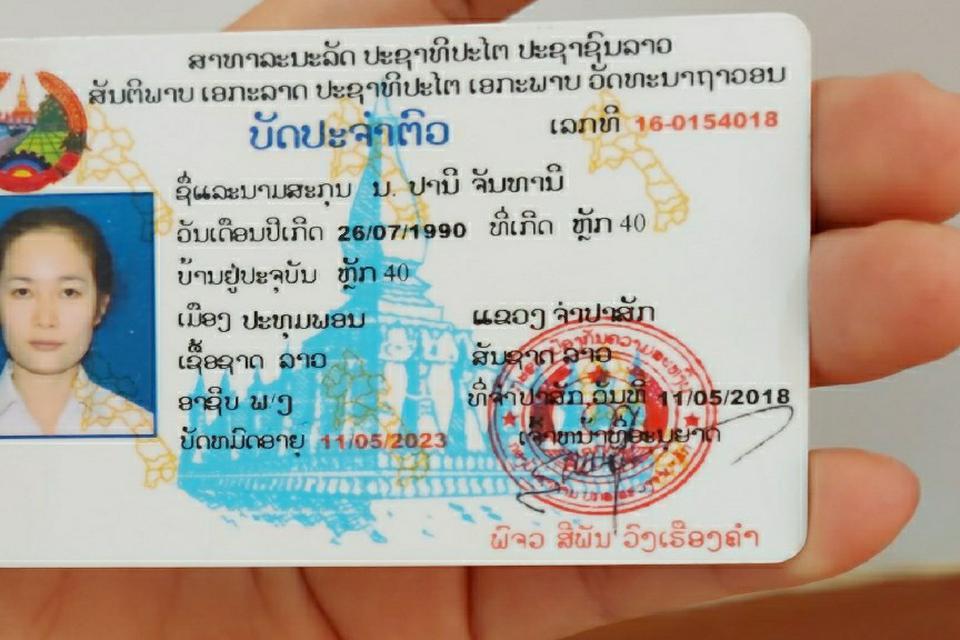 ສາທາລະນະລັດ ປະຊາທິປະໄຕ ປະຊາຊົນລາວ
ສັນຕິພາບ ເອກະລາດ ປະຊາທິປະໄຕ ເອກະພາບ ວັດທະນາຖາວອນ
ບັດປະຈຳຕົວ ເລກທີ 16-0154018
ຊື່ແລະນາມສະກຸນ ນ. ປານີ ຈັນທານີ
ວັນເດືອນປີເກີດ 26/07/1990 ທີ່ເກີດ ຫຼັກ 40
ບ້ານຢູ່ປະຈຸບັນ ຫຼັກ 40
ເມືອງ ປະທຸມພອນ ແຂວງ ຈຳປາສັກ
ເຊື້ອຊາດ ລາວ ສັນຊາດ ລາວ
ອາຊີບ ພ/ງ ທີ່ຈຳປາສັກ ວັນທີ 11/05/2018
ບັດໝົດອາຍຸ 11/05/2023 ເຈົ້າຫນ້າທີ່ອະນຸຍາດ
ພົຈວ ສີພັນ ວົງເຮືອງຄຳ